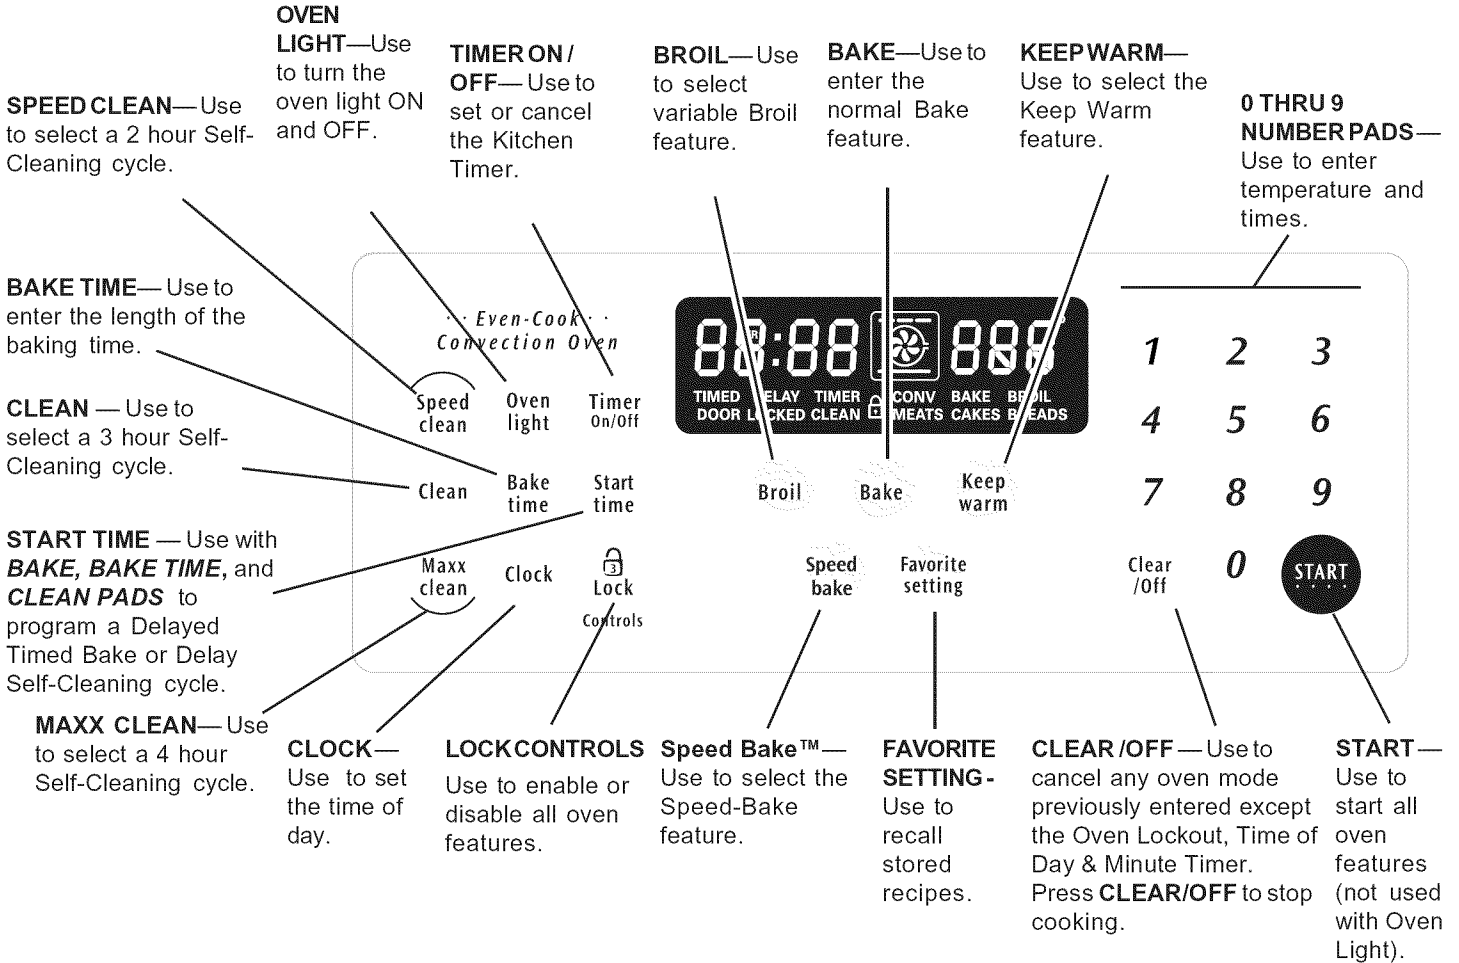 OVEN
LIGHT—Use
to turn the
oven light ON
and OFF.
TIMER ON /
OFF— Use to
set or cancel
the Kitchen
Timer.
BROIL— Use
to select
variable Broil
feature.
BAKE—Use to
enter the
normal Bake
feature.
KEEP WARM—
Use to select the
Keep Warm
feature.
0 THRU 9
NUMBER PADS—
Use to enter
temperature and
times.
SPEED CLEAN— Use
to select a 2 hour Self-
Cleaning cycle.
BAKE TIME— Use to
enter the length of the
baking time.
CLEAN — Use to
select a 3 hour Self-
Cleaning cycle.
START TIME — Use with
BAKE, BAKE TIME, and
CLEAN PADS to
program a Delayed
Timed Bake or Delay
Self-Cleaning cycle.
MAXX CLEAN— Use
to select a 4 hour
Self-Cleaning cycle.
· · Even-Cook · ·
Convection Oven
Speed
clean
Oven
light
Timer
On/Off
Clean
Bake
time
Start
time
Maxx
clean
Clock
3
Lock
Controls
88:88 888°
TIMED DELAY TIMER CONV BAKE BROIL
DOOR LOCKED CLEAN MEATS CAKES BREADS
Broil
Bake
Keep
warm
Speed
bake
Favorite
setting
1 2 3
4 5 6
7 8 9
Clear
/Off
0
START
CLOCK—
Use to set
the time of
day.
LOCK CONTROLS
Use to enable or
disable all oven
features.
Speed Bake™—
Use to select the
Speed-Bake
feature.
FAVORITE
SETTING -
Use to
recall
stored
recipes.
CLEAR /OFF — Use to
cancel any oven mode
previously entered except
the Oven Lockout, Time of
Day & Minute Timer.
Press CLEAR/OFF to stop
cooking.
START—
Use to
start all
oven
features
(not used
with Oven
Light).